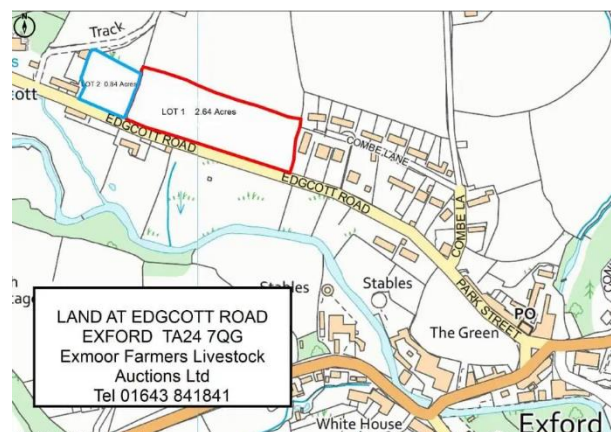 N
Track
LOT 2 0.84 Acres
cott
LOT 1 2.64 Acres
EDGCOTT ROAD
COMBE LANE
EDGCOTT ROAD
COMBE LA
PARK STREET
PO
Stables
Stables
The Green
LAND AT EDGCOTT ROAD
EXFORD TA24 7QG
Exmoor Farmers Livestock
Auctions Ltd
Tel 01643 841841
White House
Exford